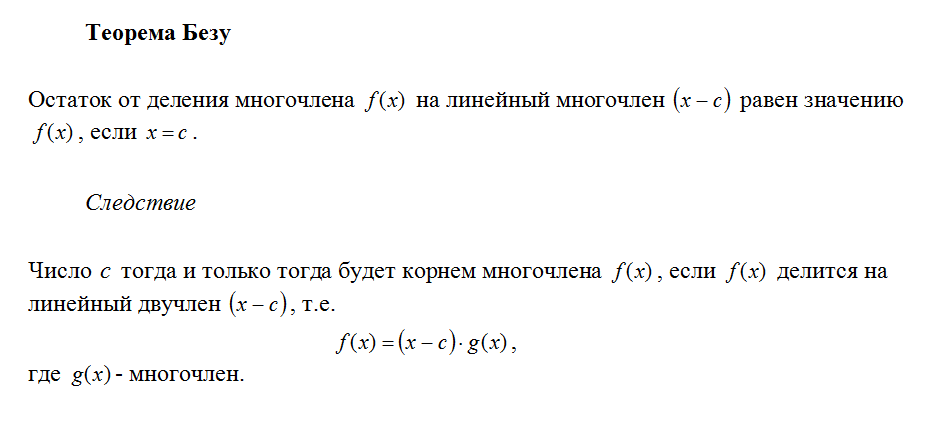 Теорема Безу
Остаток от деления многочлена f(x) на линейный многочлен (x − c) равен значению
f(x), если x = c.
Следствие
Число c тогда и только тогда будет корнем многочлена f(x), если f(x) делится на
линейный двучлен (x − c), т.е.
f(x) = (x − c) · g(x),
где g(x) - многочлен.